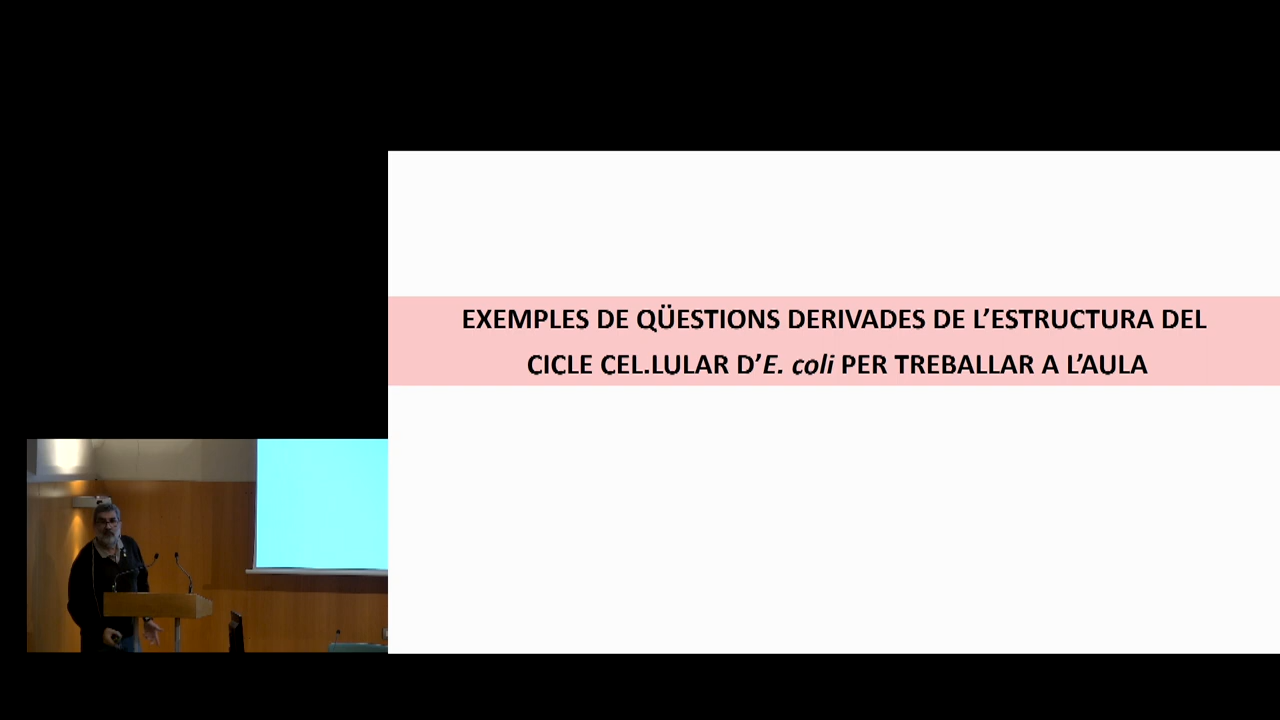 EXEMPLES DE QÜESTIONS DERIVADES DE L’ESTRUCTURA DEL
CICLE CEL.LULAR D’E. coli PER TREBALLAR A L’AULA